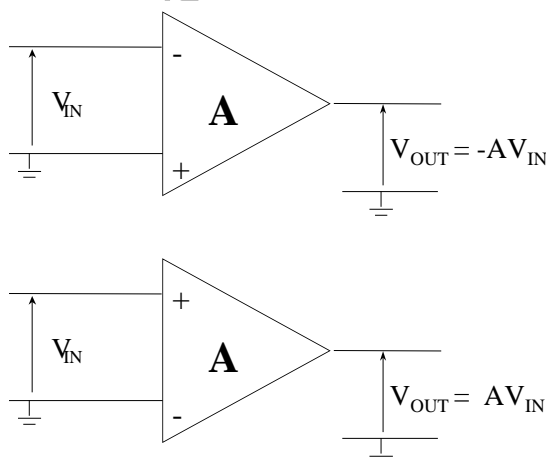 -
V_IN
A
V_OUT = -AV_IN
+
+
V_IN
A
V_OUT = AV_IN
-